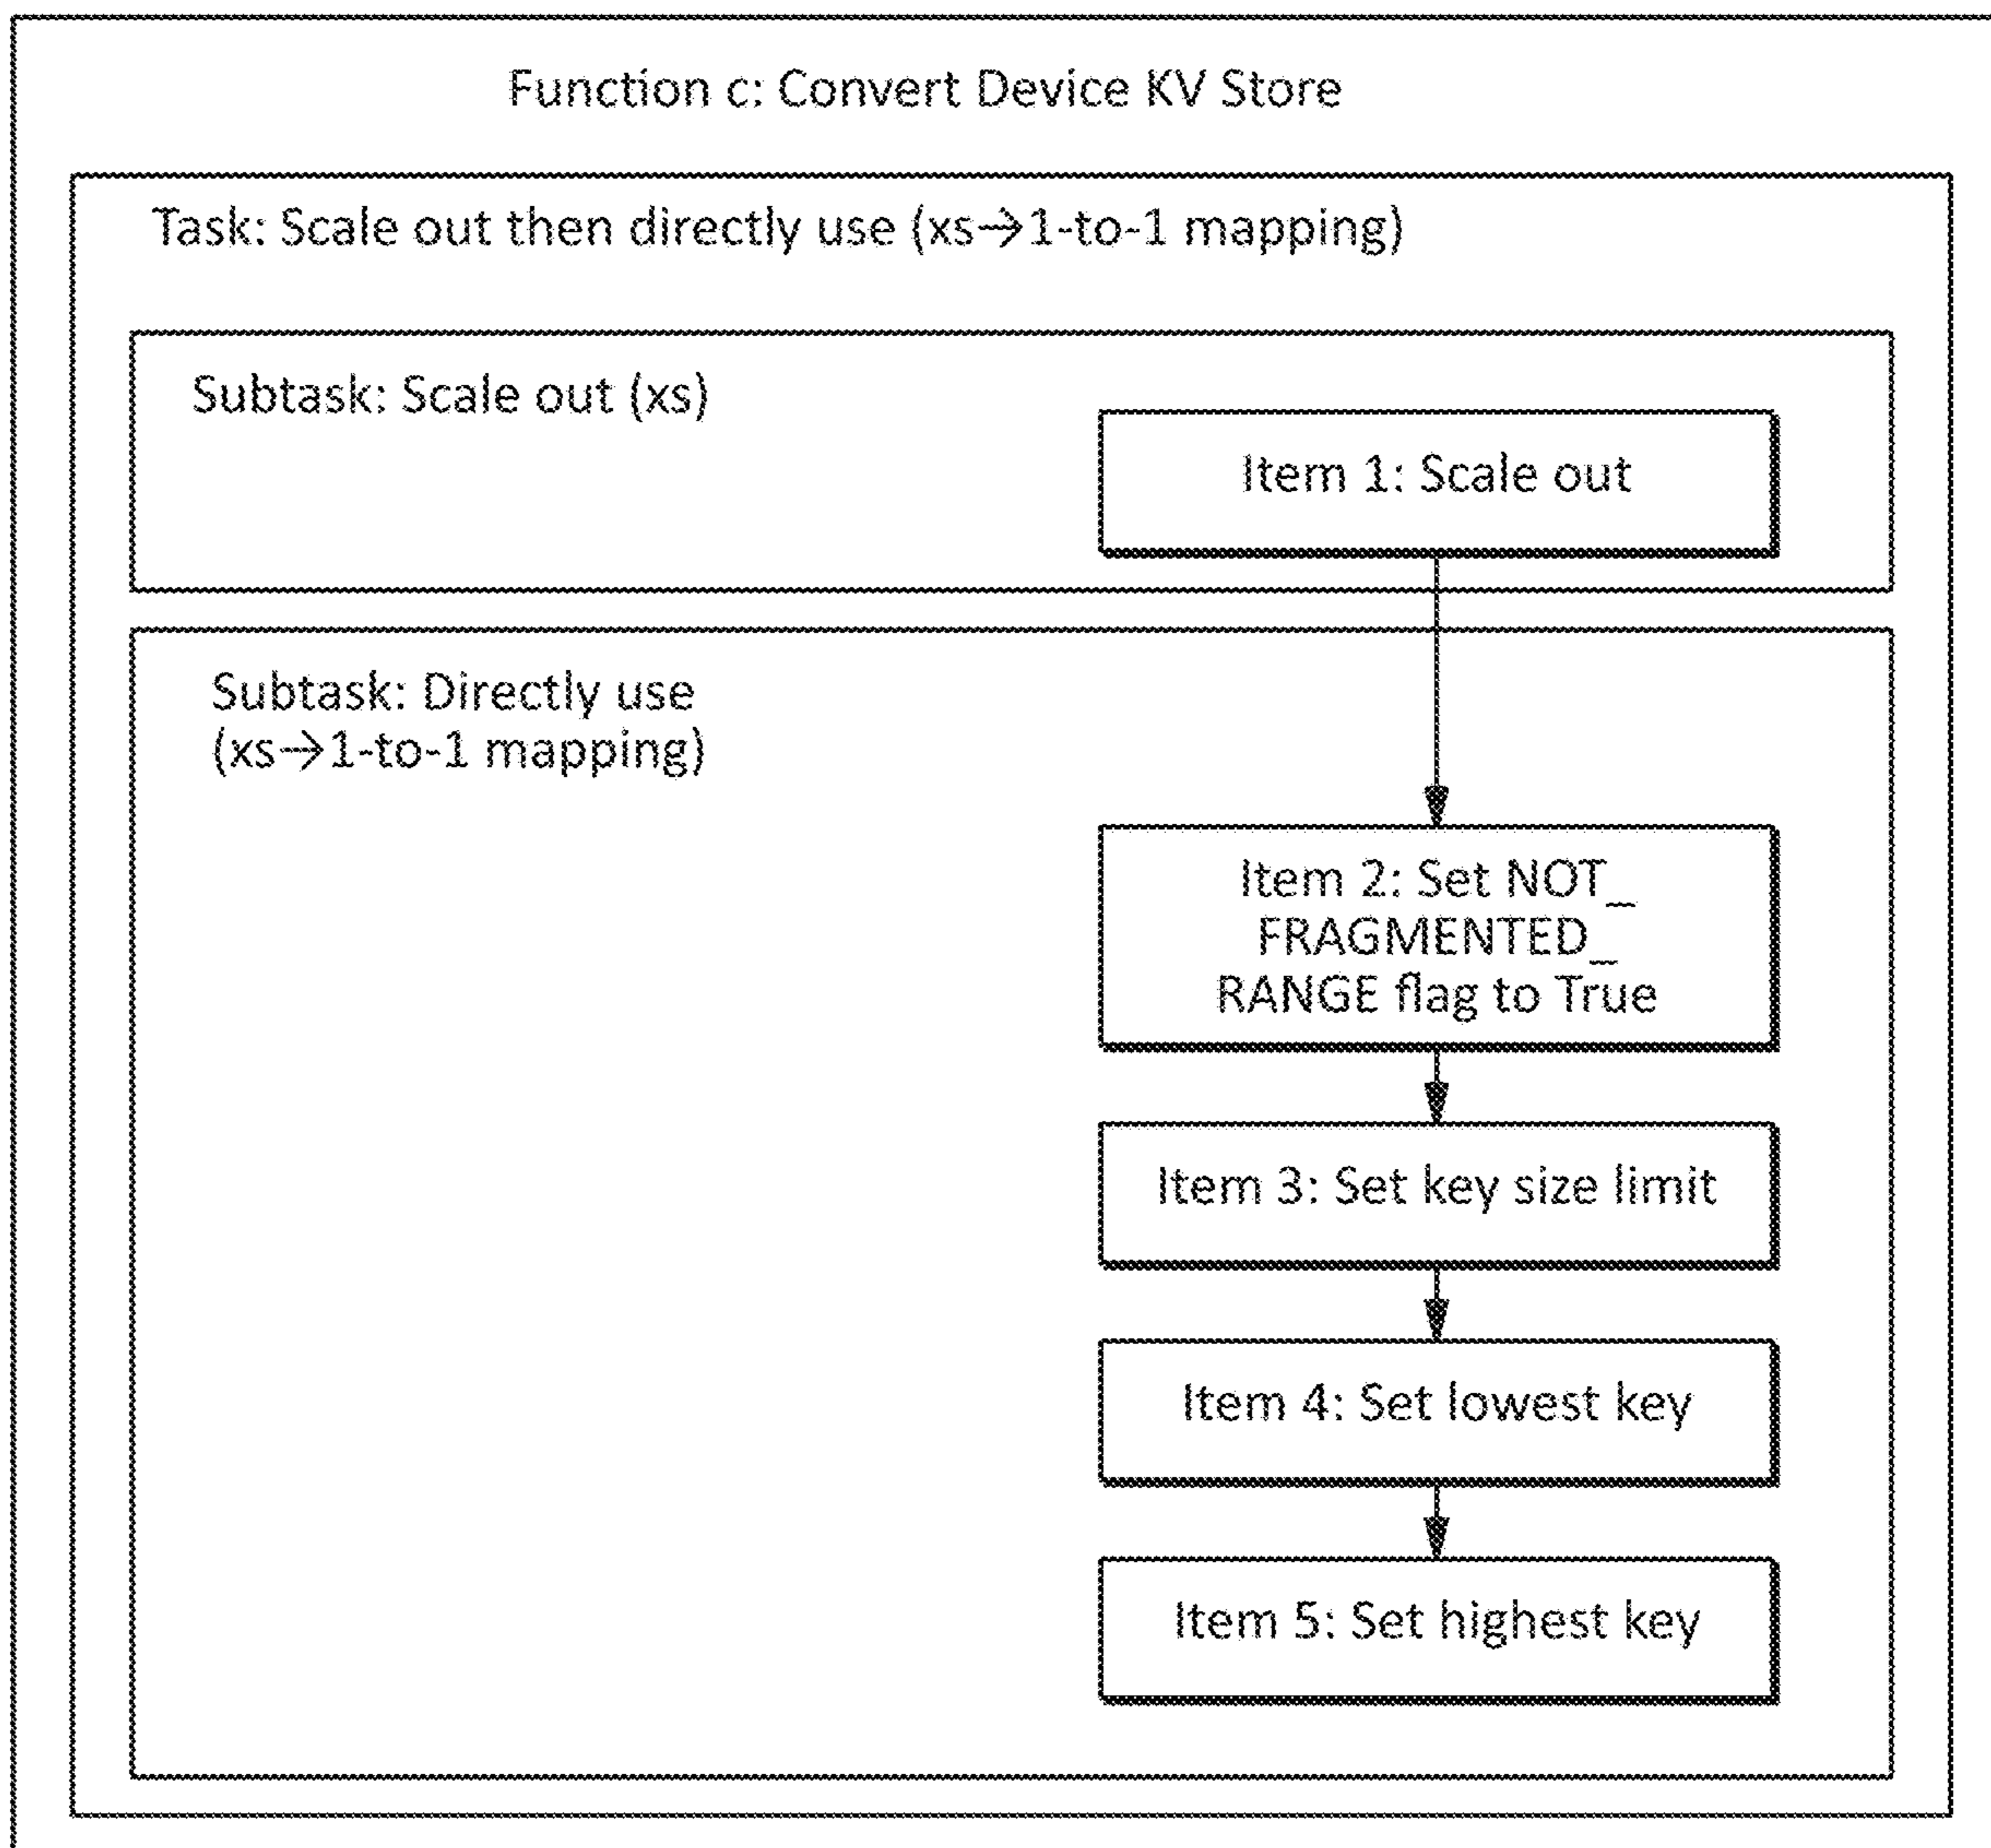 Function c: Convert Device KV Store
Task: Scale out then directly use (xs→1-to-1 mapping)
Subtask: Scale out (xs)
Item 1: Scale out
Subtask: Directly use
(xs→1-to-1 mapping)
Item 2: Set NOT_
FRAGMENTED_
RANGE flag to True
Item 3: Set key size limit
Item 4: Set lowest key
Item 5: Set highest key